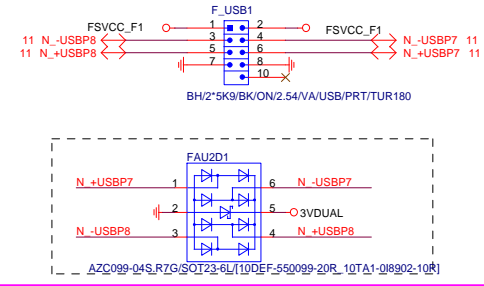 F_USB1
FSVCC_F1 1 2 FSVCC_F1
11 N_-USBP8 3 4 N_-USBP7 11
11 N_+USBP8 5 6 N_+USBP7 11
7 8
10
BH/2*5K9/BK/ON/2.54/VA/USB/PRT/TUR180
FAU2D1
N_+USBP7 1 6 N_-USBP7
2 5 3VDUAL
N_-USBP8 3 4 N_+USBP8
AZC099-04S.R7G/SOT23-6L/[10DEF-550099-20R_10TA1-0I8902-10R]